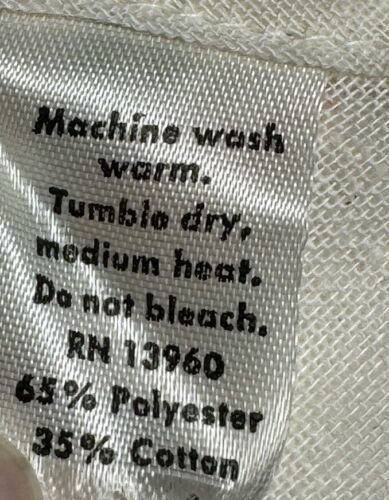 Machine wash
warm.
Tumble dry,
medium heat.
Do not bleach.
RN 13960
65% Polyester
35% Cotton